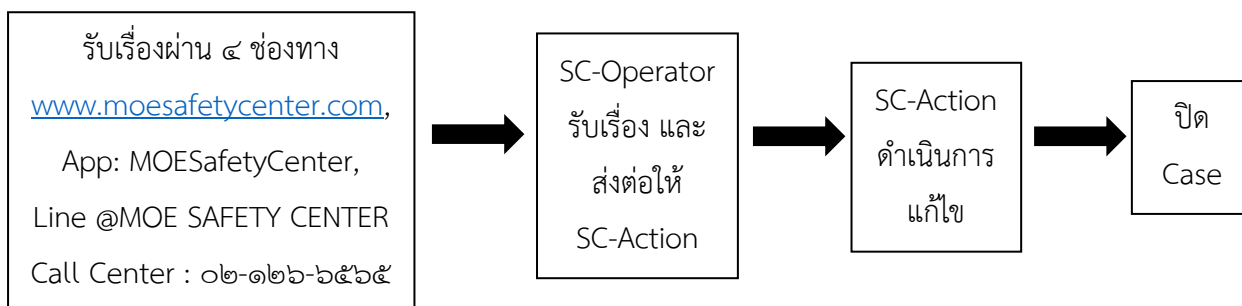 รับเรื่องผ่าน ๔ ช่องทาง
www.moesafetycenter.com,
App: MOESafetyCenter,
Line @MOE SAFETY CENTER
Call Center : ๐๒-๑๒๖-๖๕๖๕
SC-Operator
รับเรื่อง และ
ส่งต่อให้
SC-Action
SC-Action
ดำเนินการ
แก้ไข
ปิด
Case